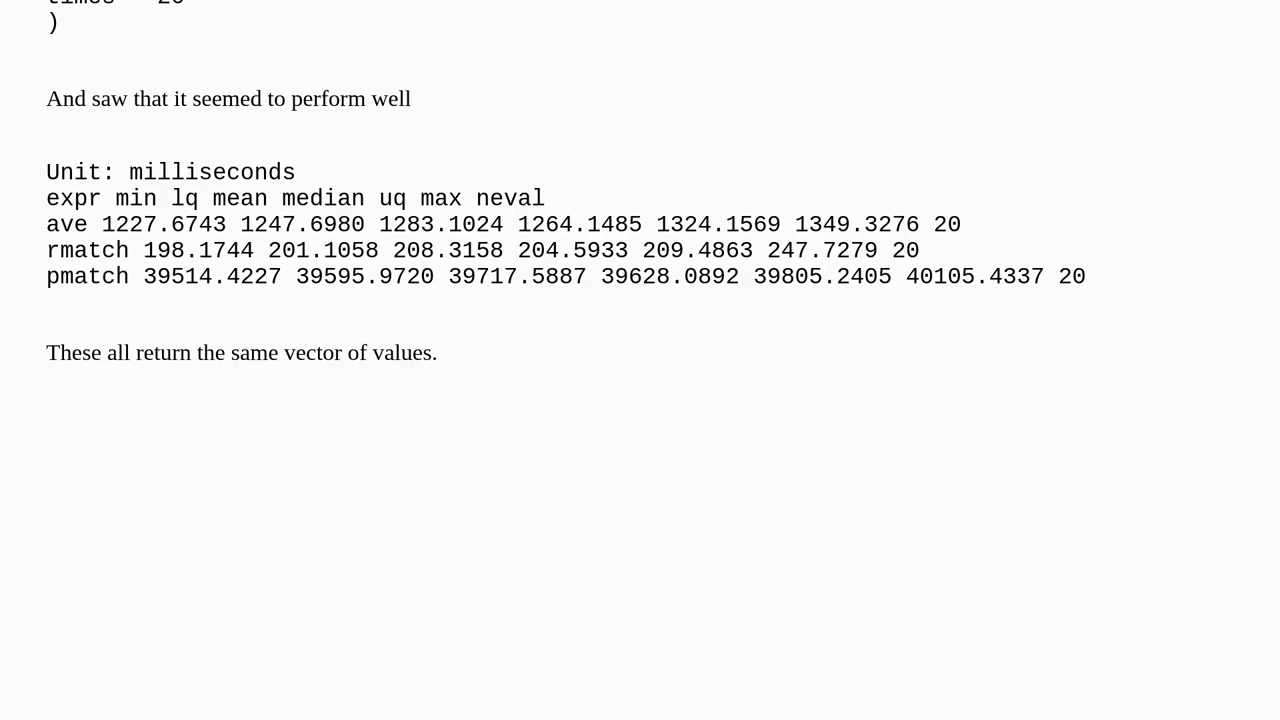 )
And saw that it seemed to perform well
Unit: milliseconds
expr min lq mean median uq max neval
ave 1227.6743 1247.6980 1283.1024 1264.1485 1324.1569 1349.3276 20
rmatch 198.1744 201.1058 208.3158 204.5933 209.4863 247.7279 20
pmatch 39514.4227 39595.9720 39717.5887 39628.0892 39805.2405 40105.4337 20
These all return the same vector of values.